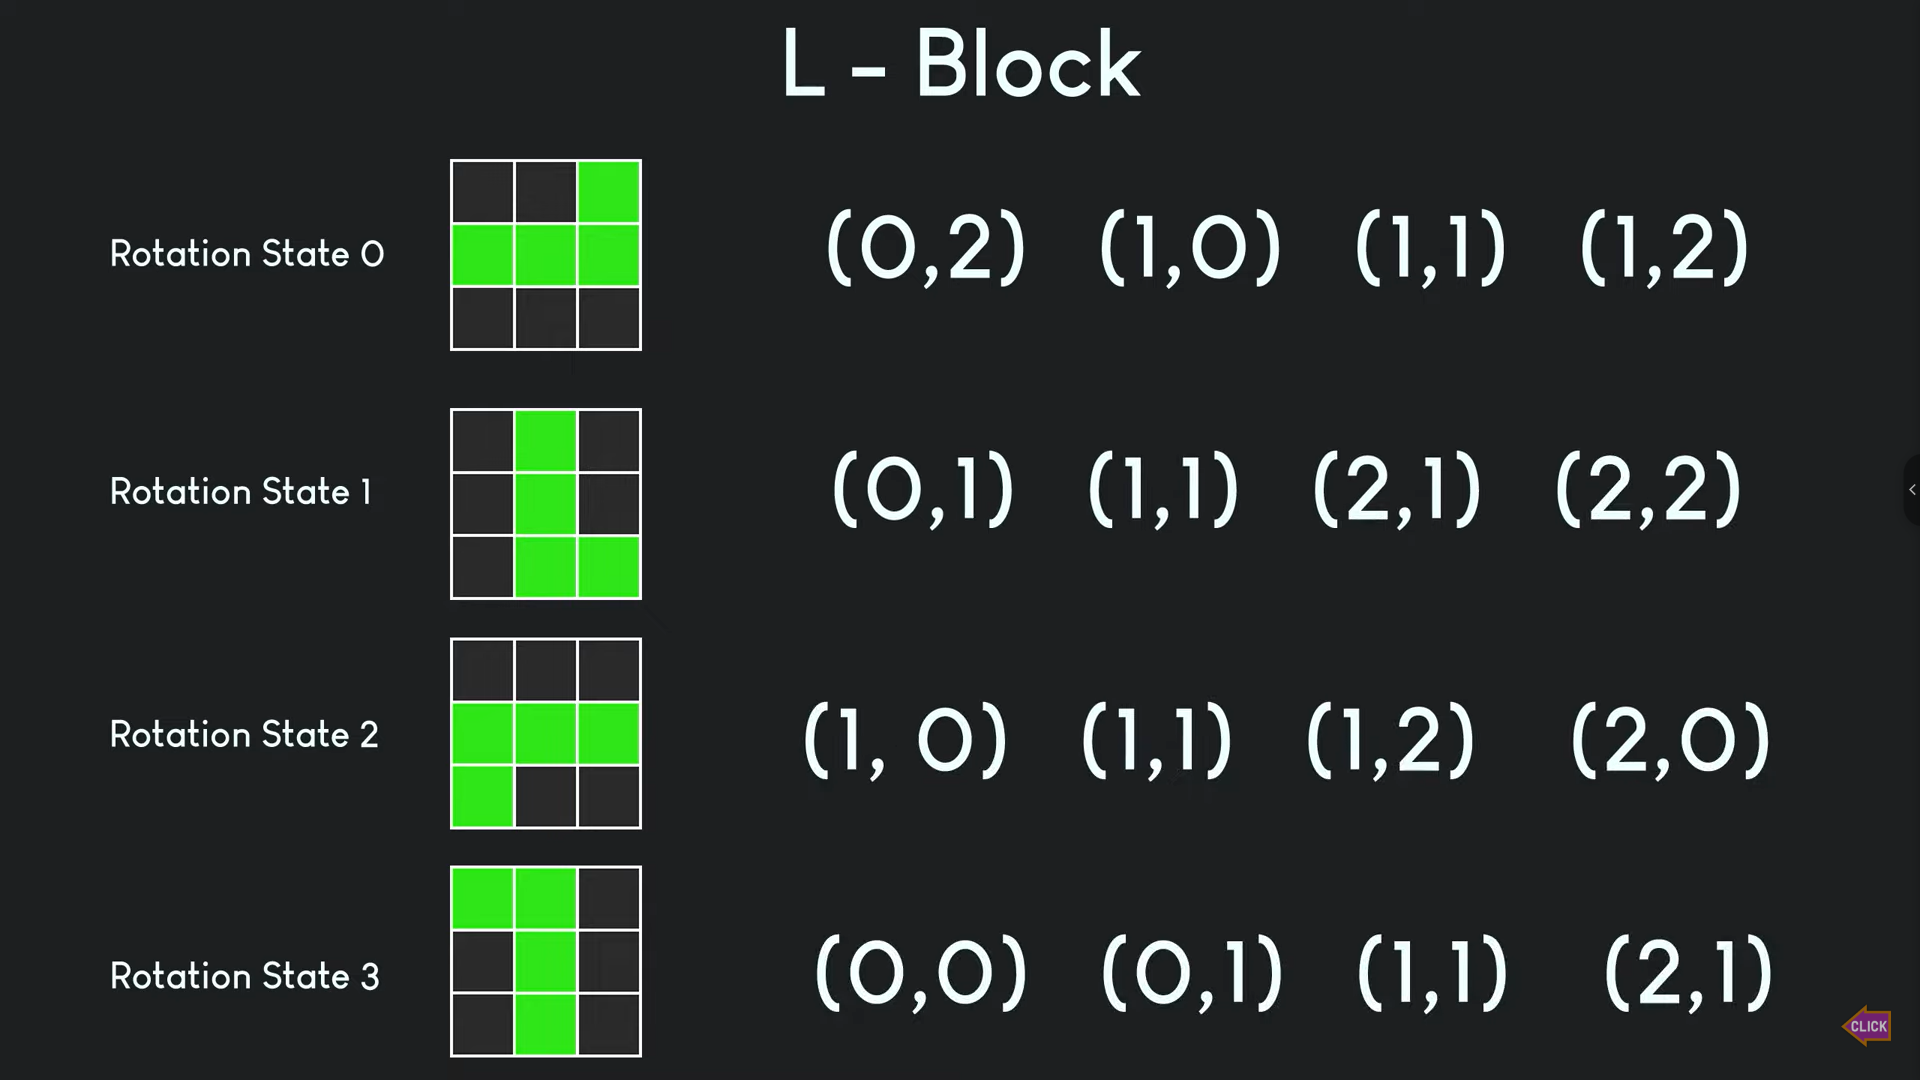 L - Block
Rotation State 0 (0,2) (1,0) (1,1) (1,2)
Rotation State 1 (0,1) (1,1) (2,1) (2,2)
Rotation State 2 (1, 0) (1,1) (1,2) (2,0)
Rotation State 3 (0,0) (0,1) (1,1) (2,1)
CLICK